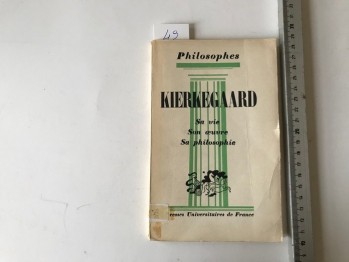 49
Philosophes
KIERKEGAARD
Sa vie
Son œuvre
Sa philosophie
Universitaires de France